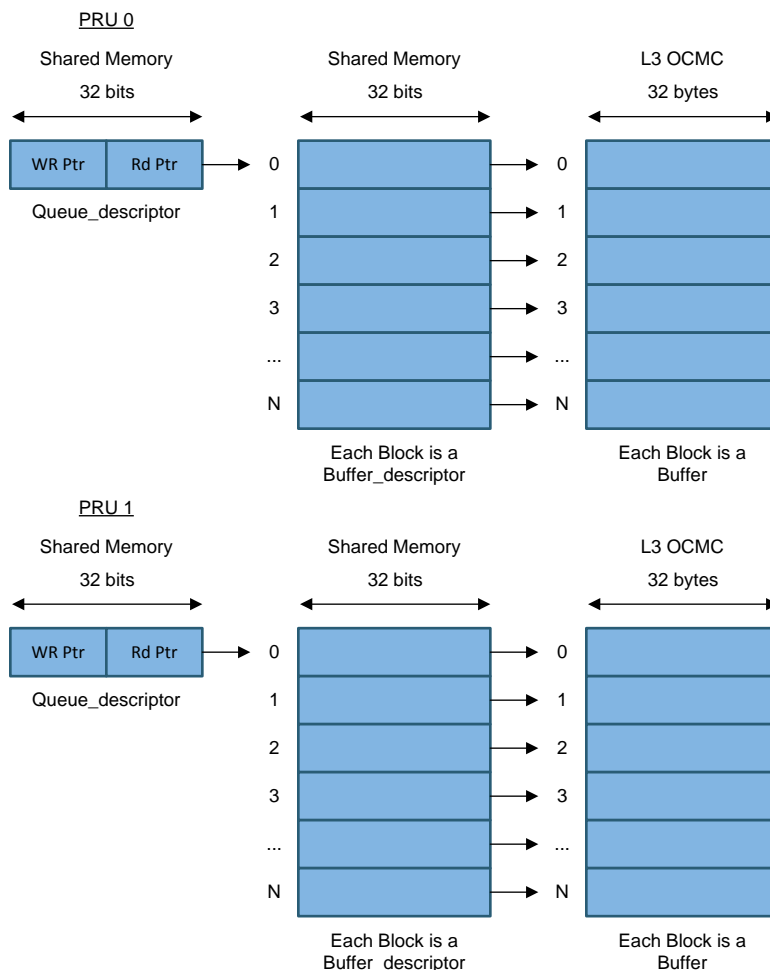 PRU 0
Shared Memory
Shared Memory
L3 OCMC
32 bits
32 bits
32 bytes
WR Ptr
Rd Ptr
0
0
Queue_descriptor
1
1
2
2
3
3
...
...
N
N
Each Block is a
Buffer_descriptor
Each Block is a
Buffer
PRU 1
Shared Memory
Shared Memory
L3 OCMC
32 bits
32 bits
32 bytes
WR Ptr
Rd Ptr
0
0
Queue_descriptor
1
1
2
2
3
3
...
...
N
N
Each Block is a
Buffer_descriptor
Each Block is a
Buffer